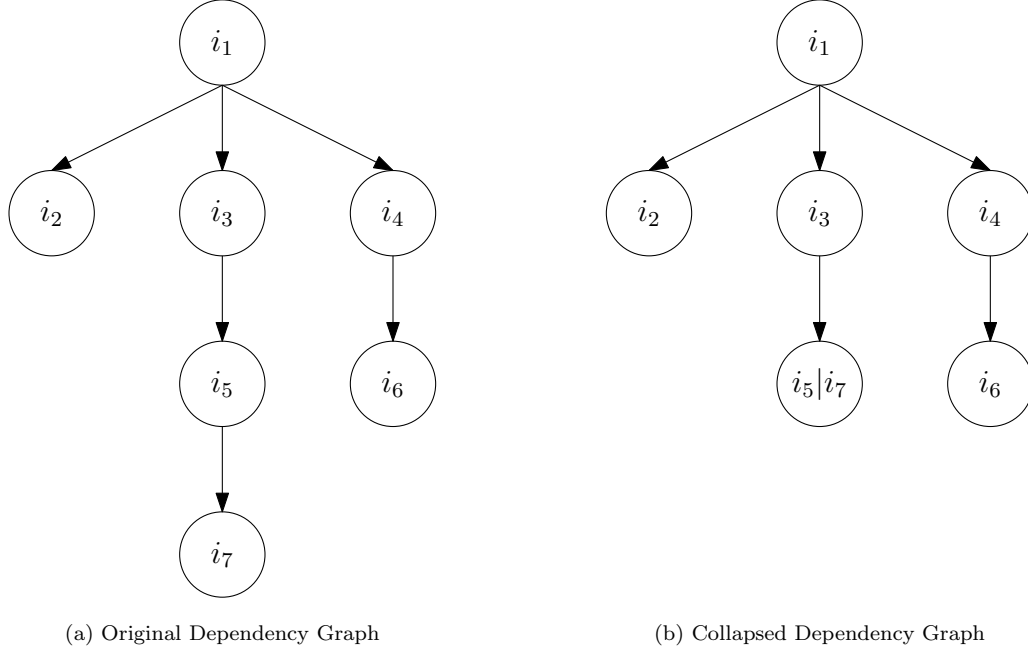 i₁ i₁
i₂ i₃ i₄ i₂ i₃ i₄
i₅ i₆ i₅|i₇ i₆
i₇
(a) Original Dependency Graph
(b) Collapsed Dependency Graph